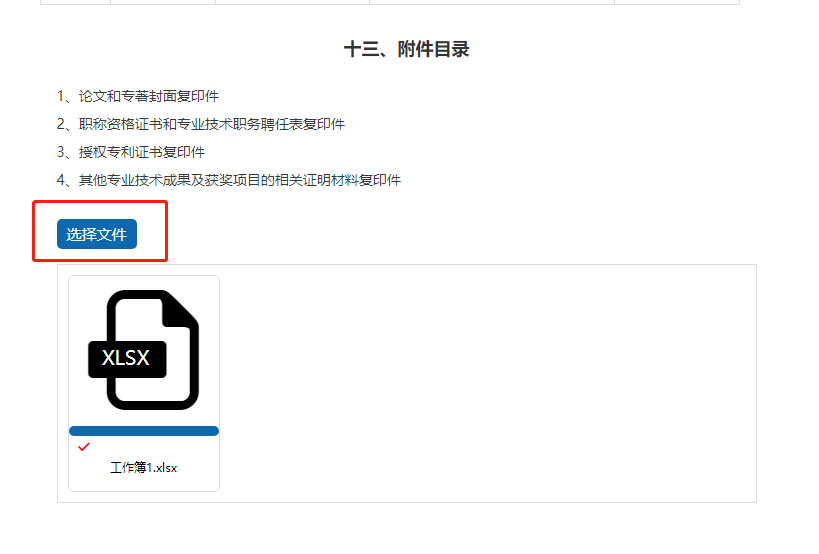 十三、附件目录
1、论文和专著封面复印件
2、职称资格证书和专业技术职务聘任表复印件
3、授权专利证书复印件
4、其他专业技术成果及获奖项目的相关证明材料复印件
选择文件
XLSX
工作簿1.xlsx